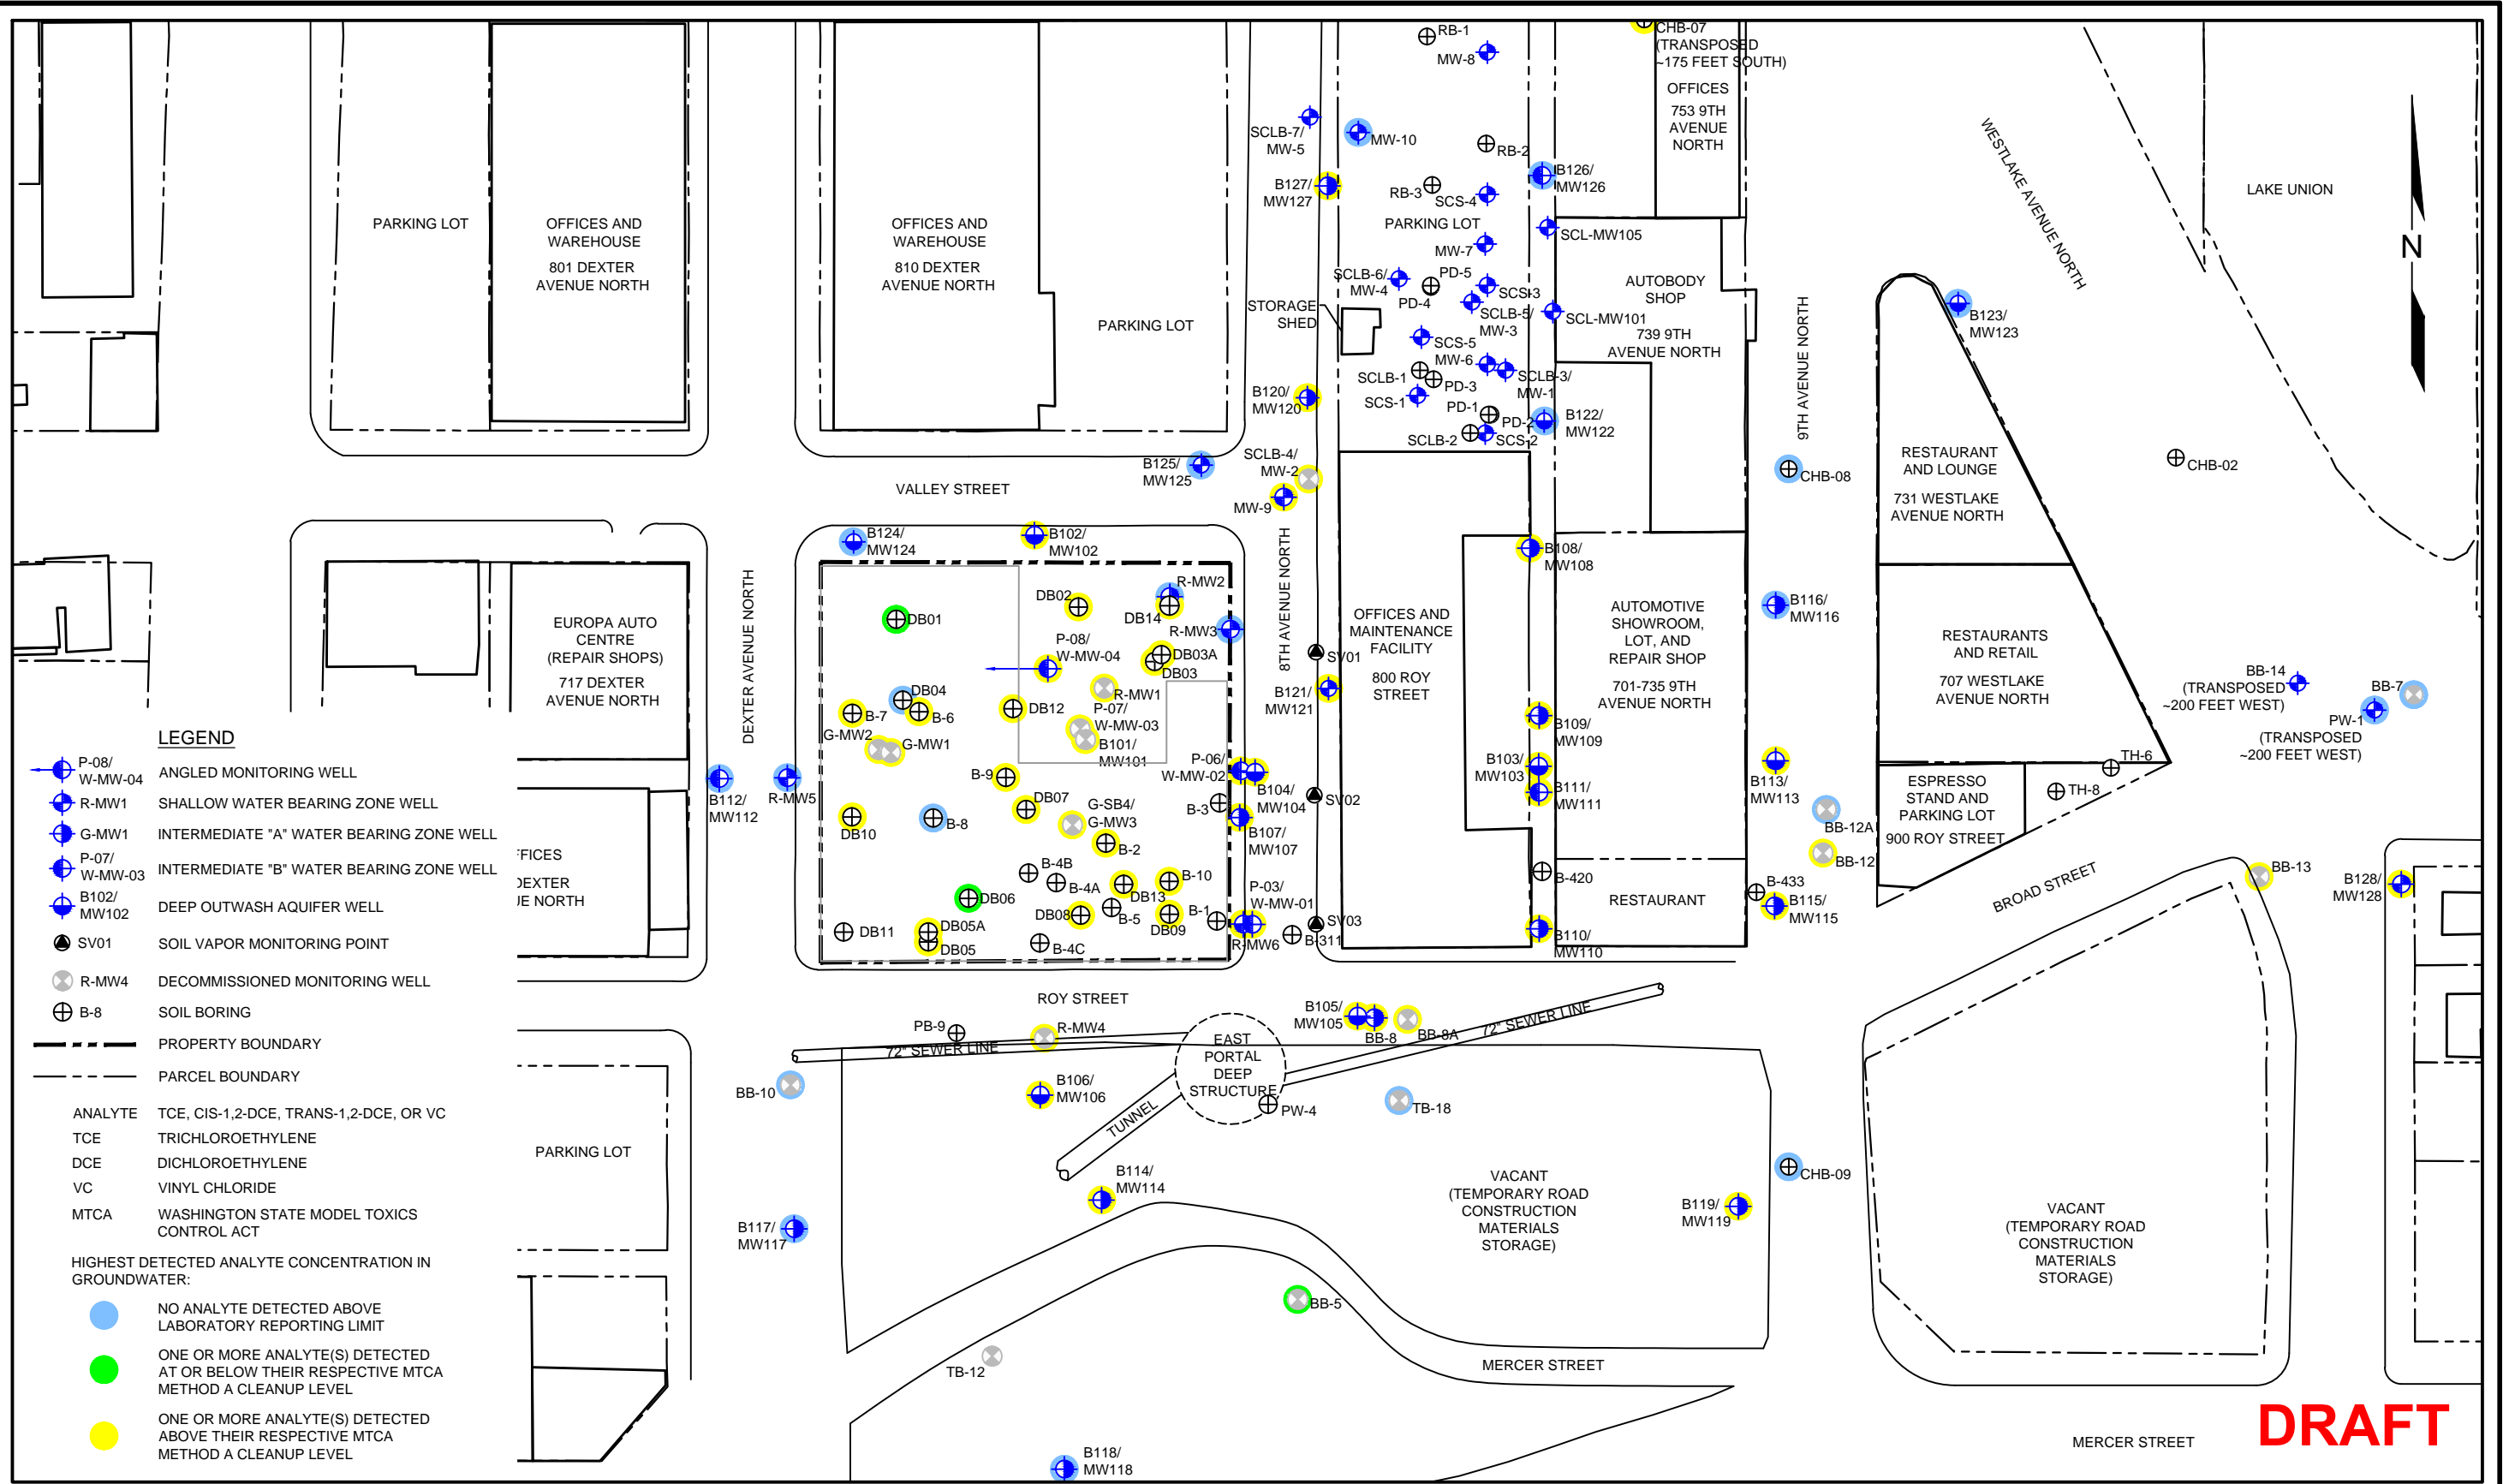 RB-1
MW-8
CHB-07
(TRANSPOSED
~175 FEET SOUTH)
OFFICES
753 9TH
AVENUE
NORTH
SCLB-7/
MW-5
MW-10
RB-2
B127/
MW127
RB-3
SCS-4
B126/
MW126
PARKING LOT
SCL-MW105
MW-7
SCLB-6/
MW-4
PD-5
PD-4
SCS-3
SCLB-5/
MW-3
SCL-MW101
STORAGE
SHED
SCS-5
MW-6
SCLB-1
PD-3
SCLB-3/
MW-1
SCS-1
PD-1
PD-2
SCLB-2
SCS-2
B120/
MW120
B122/
MW122
AUTOBODY
SHOP
739 9TH
AVENUE NORTH
9TH AVENUE NORTH
WESTLAKE AVENUE NORTH
LAKE UNION
N
B123/
MW123
RESTAURANT
AND LOUNGE
731 WESTLAKE
AVENUE NORTH
CHB-08
CHB-02
PARKING LOT
OFFICES AND
WAREHOUSE
801 DEXTER
AVENUE NORTH
OFFICES AND
WAREHOUSE
810 DEXTER
AVENUE NORTH
PARKING LOT
B125/
MW125
SCLB-4/
MW-2
MW-9
VALLEY STREET
B124/
MW124
B102/
MW102
EUROPA AUTO
CENTRE
(REPAIR SHOPS)
717 DEXTER
AVENUE NORTH
DEXTER AVENUE NORTH
8TH AVENUE NORTH
DB01
DB02
R-MW2
DB14
R-MW3
P-08/
W-MW-04
DB03A
DB03
R-MW1
DB04
B-7
B-6
DB12
P-07/
W-MW-03
G-MW2
G-MW1
B101/
MW101
B-9
P-06/
W-MW-02
B104/
MW104
B112/
MW112
R-MW5
DB10
B-8
DB07
G-SB4/
G-MW3
B-2
B-3
B107/
MW107
B-4B
B-4A
DB13
B-10
P-03/
W-MW-01
DB06
DB08
B-5
DB09
B-1
R-MW6
DB11
DB05A
DB05
B-4C
B-311
SV01
SV02
SV03
B121/
MW121
OFFICES AND
MAINTENANCE
FACILITY
800 ROY
STREET
B108/
MW108
AUTOMOTIVE
SHOWROOM,
LOT, AND
REPAIR SHOP
701-735 9TH
AVENUE NORTH
B109/
MW109
B103/
MW103
B111/
MW111
B-420
RESTAURANT
B110/
MW110
B116/
MW116
B113/
MW113
BB-12A
BB-12
B-433
B115/
MW115
RESTAURANTS
AND RETAIL
707 WESTLAKE
AVENUE NORTH
ESPRESSO
STAND AND
PARKING LOT
900 ROY STREET
TH-6
TH-8
BB-14
(TRANSPOSED
~200 FEET WEST)
BB-7
PW-1
(TRANSPOSED
~200 FEET WEST)
BROAD STREET
BB-13
B128/
MW128
FFICES
DEXTER
UE NORTH
ROY STREET
PB-9
R-MW4
72" SEWER LINE
EAST
PORTAL
DEEP
STRUCTURE
B105/
MW105
BB-8
BB-8A
72" SEWER LINE
BB-10
B106/
MW106
TUNNEL
PW-4
TB-18
PARKING LOT
B114/
MW114
B117/
MW117
VACANT
(TEMPORARY ROAD
CONSTRUCTION
MATERIALS
STORAGE)
B119/
MW119
CHB-09
VACANT
(TEMPORARY ROAD
CONSTRUCTION
MATERIALS
STORAGE)
BB-5
TB-12
MERCER STREET
B118/
MW118
MERCER STREET
DRAFT
LEGEND
P-08/
W-MW-04
ANGLED MONITORING WELL
R-MW1
SHALLOW WATER BEARING ZONE WELL
G-MW1
INTERMEDIATE "A" WATER BEARING ZONE WELL
P-07/
W-MW-03
INTERMEDIATE "B" WATER BEARING ZONE WELL
B102/
MW102
DEEP OUTWASH AQUIFER WELL
SV01
SOIL VAPOR MONITORING POINT
R-MW4
DECOMMISSIONED MONITORING WELL
B-8
SOIL BORING
PROPERTY BOUNDARY
PARCEL BOUNDARY
ANALYTE TCE, CIS-1,2-DCE, TRANS-1,2-DCE, OR VC
TCE TRICHLOROETHYLENE
DCE DICHLOROETHYLENE
VC VINYL CHLORIDE
MTCA WASHINGTON STATE MODEL TOXICS
CONTROL ACT
HIGHEST DETECTED ANALYTE CONCENTRATION IN
GROUNDWATER:
NO ANALYTE DETECTED ABOVE
LABORATORY REPORTING LIMIT
ONE OR MORE ANALYTE(S) DETECTED
AT OR BELOW THEIR RESPECTIVE MTCA
METHOD A CLEANUP LEVEL
ONE OR MORE ANALYTE(S) DETECTED
ABOVE THEIR RESPECTIVE MTCA
METHOD A CLEANUP LEVEL